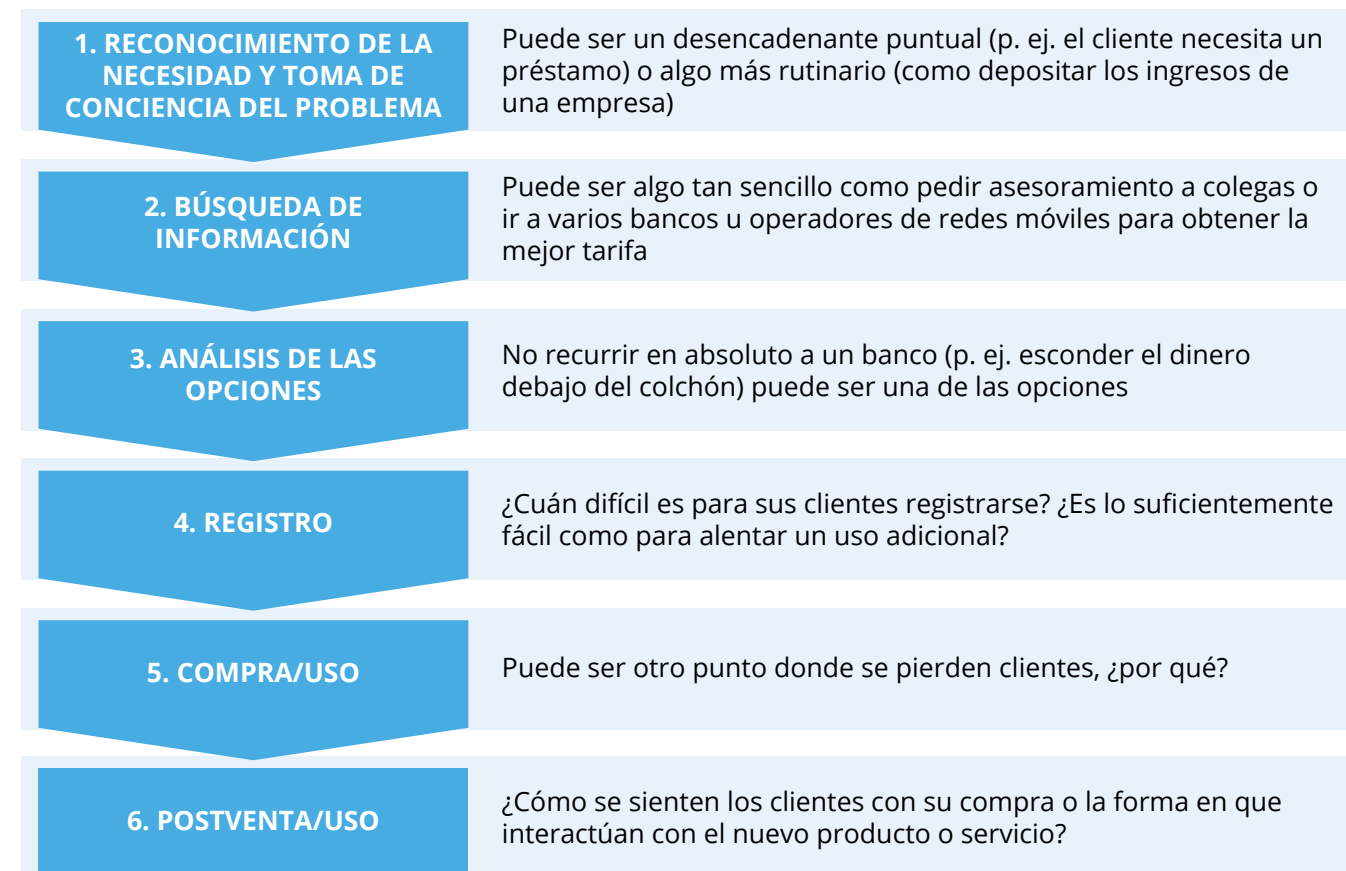 1. RECONOCIMIENTO DE LA
NECESIDAD Y TOMA DE
CONCIENCIA DEL PROBLEMA
Puede ser un desencadenante puntual (p. ej. el cliente necesita un
préstamo) o algo más rutinario (como depositar los ingresos de
una empresa)
2. BÚSQUEDA DE
INFORMACIÓN
Puede ser algo tan sencillo como pedir asesoramiento a colegas o
ir a varios bancos u operadores de redes móviles para obtener la
mejor tarifa
3. ANÁLISIS DE LAS
OPCIONES
No recurrir en absoluto a un banco (p. ej. esconder el dinero
debajo del colchón) puede ser una de las opciones
4. REGISTRO
¿Cuán difícil es para sus clientes registrarse? ¿Es lo suficientemente
fácil como para alentar un uso adicional?
5. COMPRA/USO
Puede ser otro punto donde se pierden clientes, ¿por qué?
6. POSTVENTA/USO
¿Cómo se sienten los clientes con su compra o la forma en que
interactúan con el nuevo producto o servicio?